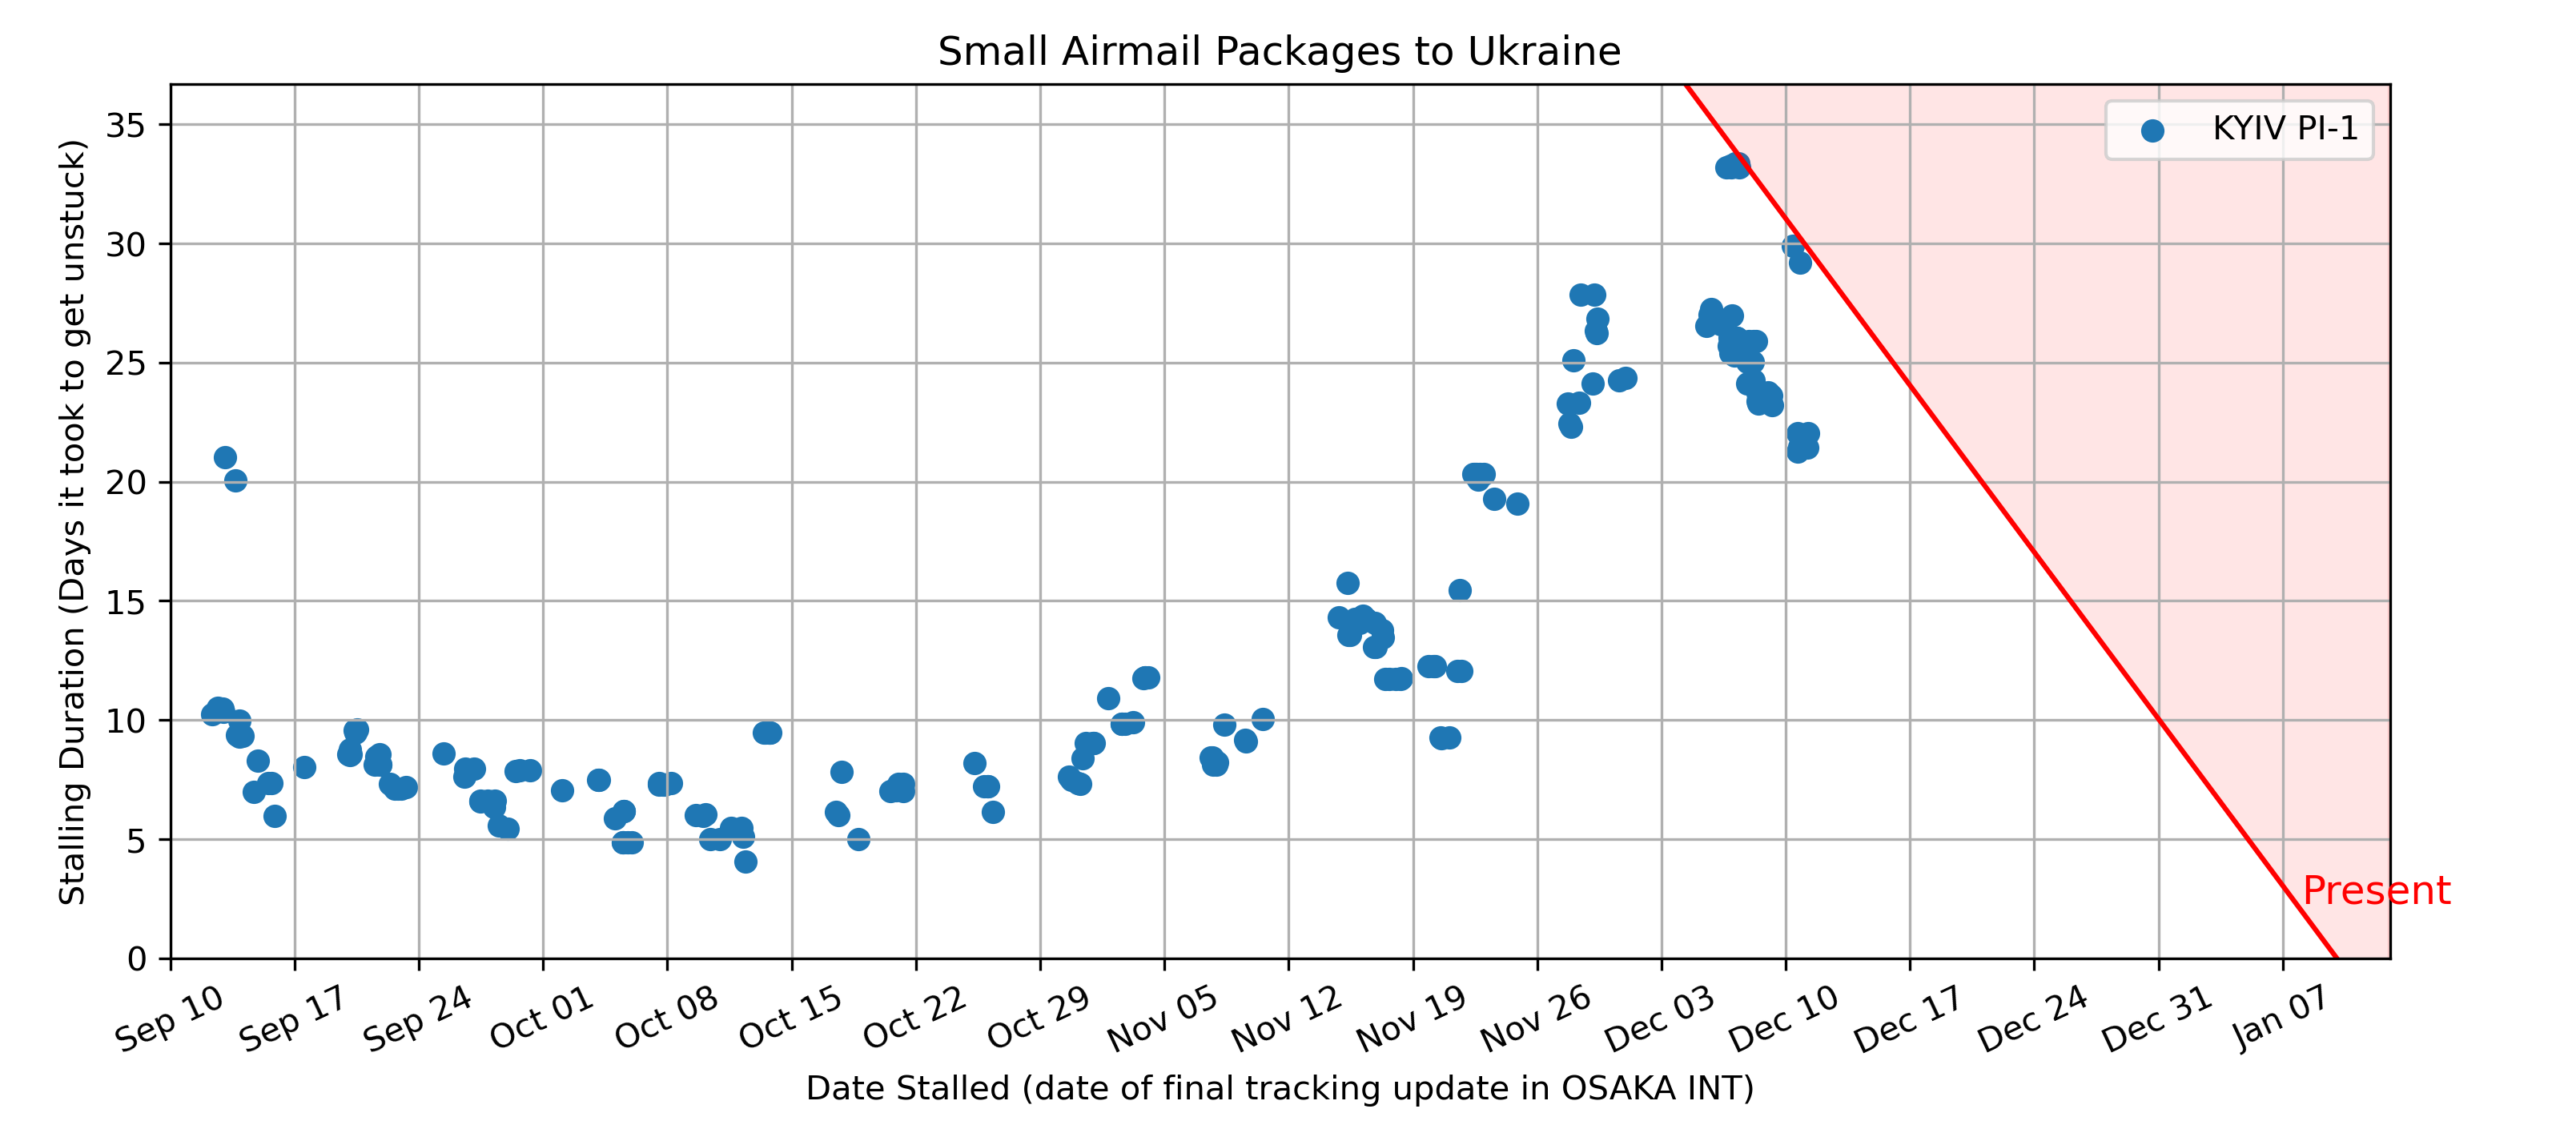 Small Airmail Packages to Ukraine
KYIV PI-1
35
30
25
20
15
10
5
0
Stalling Duration (Days it took to get unstuck)
Present
Sep 10
Sep 17
Sep 24
Oct 01
Oct 08
Oct 15
Oct 22
Oct 29
Nov 05
Nov 12
Nov 19
Nov 26
Dec 03
Dec 10
Dec 17
Dec 24
Dec 31
Jan 07
Date Stalled (date of final tracking update in OSAKA INT)